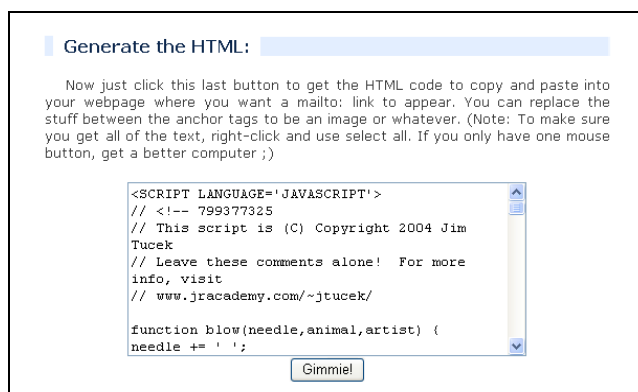 Generate the HTML:
Now just click this last button to get the HTML code to copy and paste into
your webpage where you want a mailto: link to appear. You can replace the
stuff between the anchor tags to be an image or whatever. (Note: To make sure
you get all of the text, right-click and use select all. If you only have one mouse
button, get a better computer ;)
<SCRIPT LANGUAGE='JAVASCRIPT'>
// <!-- 799377325
// This script is (C) Copyright 2004 Jim
Tucek
// Leave these comments alone!  For more
info, visit
// www.jracademy.com/~jtucek/
function blow(needle,animal,artist) {
needle += ' ';
Gimmie!